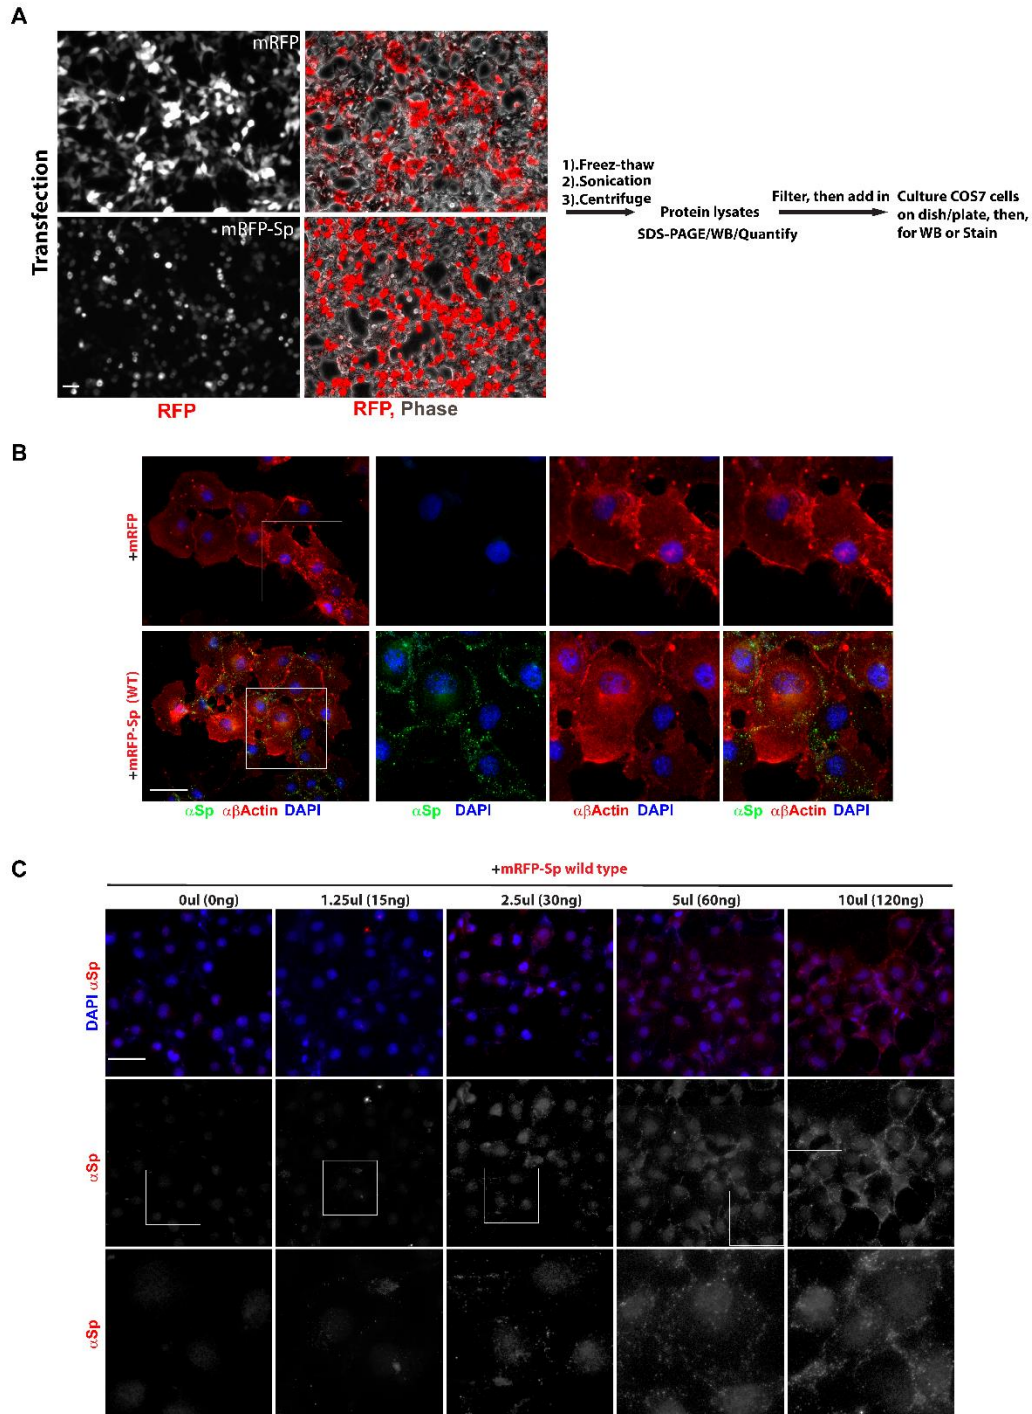 A
mRFP
mRFP-Sp
Transfection
RFP
RFP, Phase
1).Freez-thaw
2).Sonication
3).Centrifuge
Protein lysates
SDS-PAGE/WB/Quantify
Filter, then add in
Culture COS7 cells
on dish/plate, then,
for WB or Stain
B
+mRFP
+mRFP-Sp (WT)
αSp αβActin DAPI
αSp DAPI
αβActin DAPI
αSp αβActin DAPI
C
+mRFP-Sp wild type
0ul (0ng)
1.25ul (15ng)
2.5ul (30ng)
5ul (60ng)
10ul (120ng)
DAPI αSp
αSp
αSp